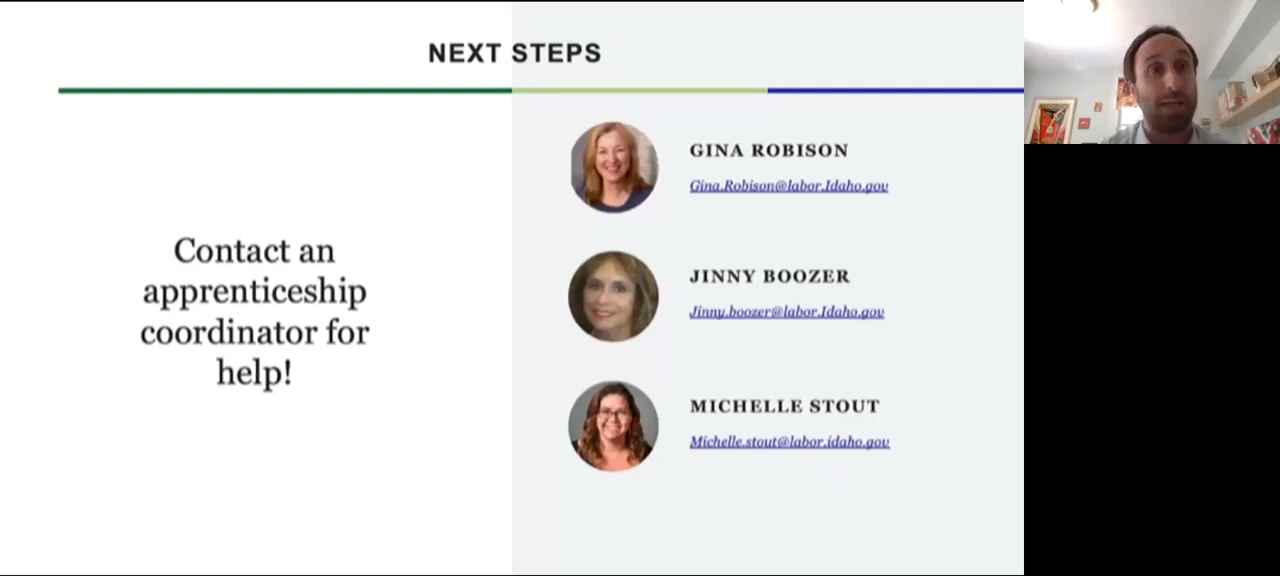 NEXT STEPS
Contact an
apprenticeship
coordinator for
help!
GINA ROBISON
Gina.Robison@labor.Idaho.gov
JINNY BOOZER
Jinny.boozer@labor.Idaho.gov
MICHELLE STOUT
Michelle.stout@labor.idaho.gov